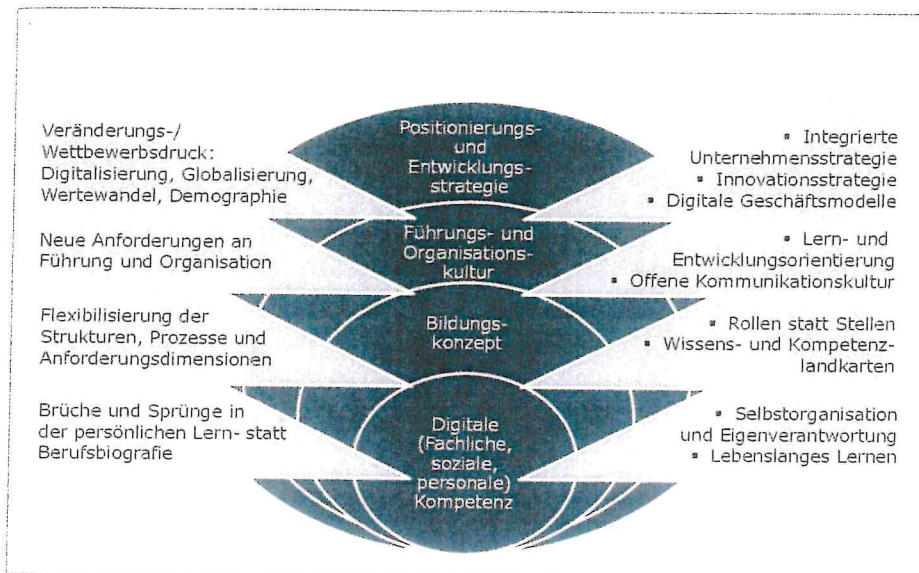 Veränderungs-/
Wettbewerbsdruck:
Digitalisierung, Globalisierung,
Wertewandel, Demographie
Positionierungs-
und
Entwicklungs-
strategie
▪ Integrierte
Unternehmensstrategie
▪ Innovationsstrategie
▪ Digitale Geschäftsmodelle
Neue Anforderungen an
Führung und Organisation
Führungs- und
Organisations-
kultur
▪ Lern- und
Entwicklungsorientierung
▪ Offene Kommunikationskultur
Flexibilisierung der
Strukturen, Prozesse und
Anforderungsdimensionen
Bildungs-
konzept
▪ Rollen statt Stellen
▪ Wissens- und Kompetenz-
landkarten
Brüche und Sprünge in
der persönlichen Lern- statt
Berufsbiografie
Digitale
(Fachliche,
soziale,
personale)
Kompetenz
▪ Selbstorganisation
und Eigenverantwortung
▪ Lebenslanges Lernen